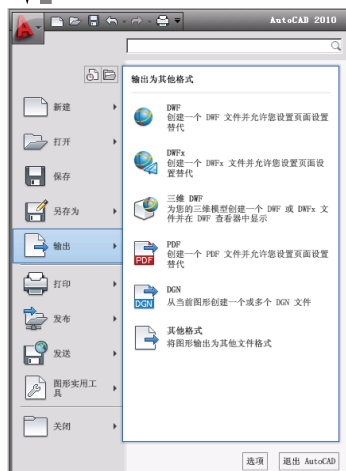 AutoCAD 2010
新建
打开
保存
另存为
输出
打印
发布
发送
图形实用工
具
关闭
输出为其他格式
DWF
创建一个 DWF 文件并允许您设置页面设置
替代
DWFx
创建一个 DWFx 文件并允许您设置页面设
置替代
三维 DWF
为您的三维模型创建一个 DWF 或 DWFx 文
件并在 DWF 查看器中显示
PDF
PDF
创建一个 PDF 文件并允许您设置页面设置
替代
DGN
DGN
从当前图形创建一个或多个 DGN 文件
其他格式
将图形输出为其他文件格式
选项
退出 AutoCAD